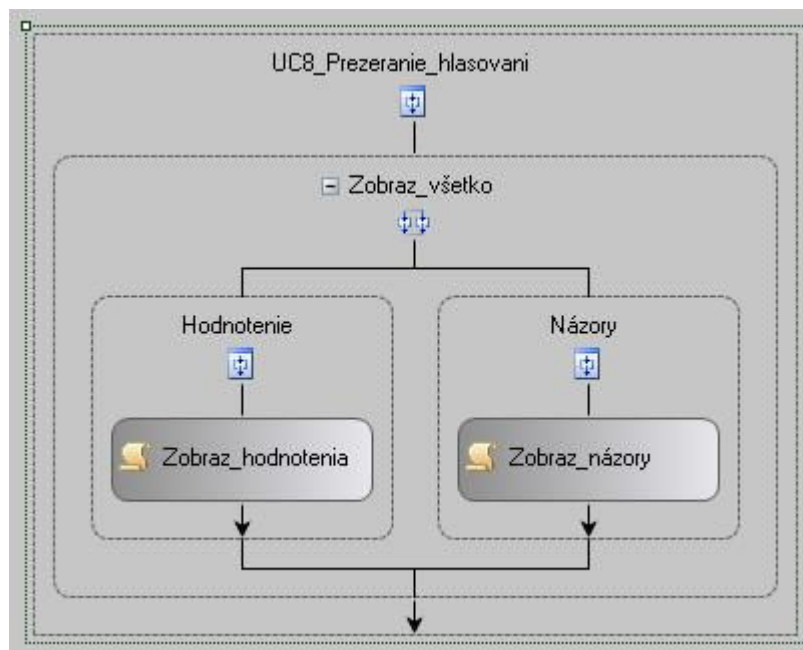 UC8_Prezeranie_hlasovani
Zobraz_všetko
Hodnotenie
Názory
Zobraz_hodnotenia
Zobraz_názory